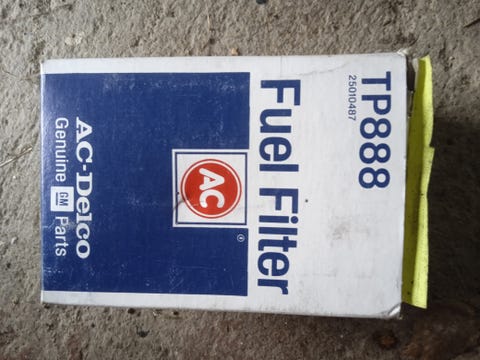 TP888
25010487
Fuel Filter
AC
®
AC-Delco
Genuine GM Parts